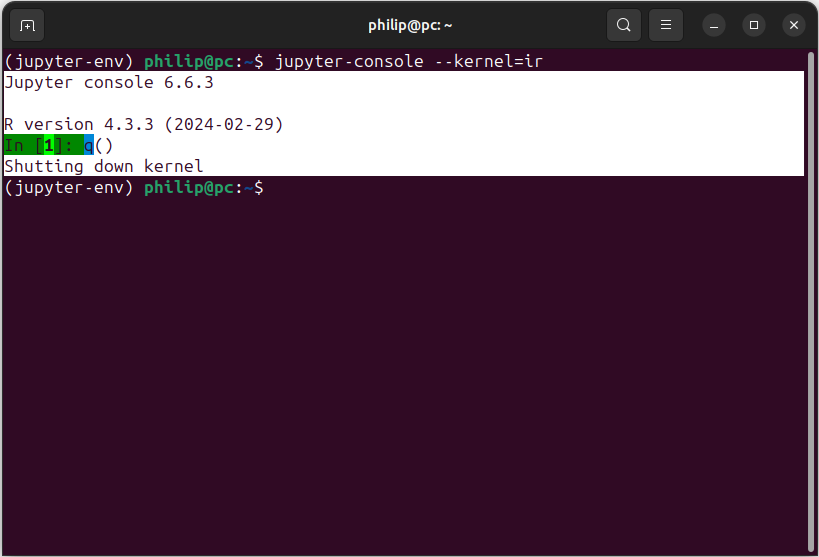 philip@pc: ~
(jupyter-env) philip@pc:~$ jupyter-console --kernel=ir
Jupyter console 6.6.3
R version 4.3.3 (2024-02-29)
In [1]: q()
Shutting down kernel
(jupyter-env) philip@pc:~$